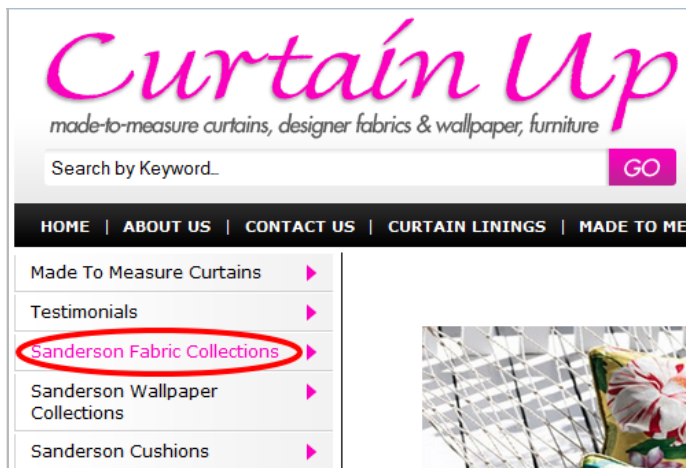 Curtain Up
made-to-measure curtains, designer fabrics & wallpaper, furniture
Search by Keyword...
GO
HOME | ABOUT US | CONTACT US | CURTAIN LININGS | MADE TO ME
Made To Measure Curtains
Testimonials
Sanderson Fabric Collections
Sanderson Wallpaper
Collections
Sanderson Cushions